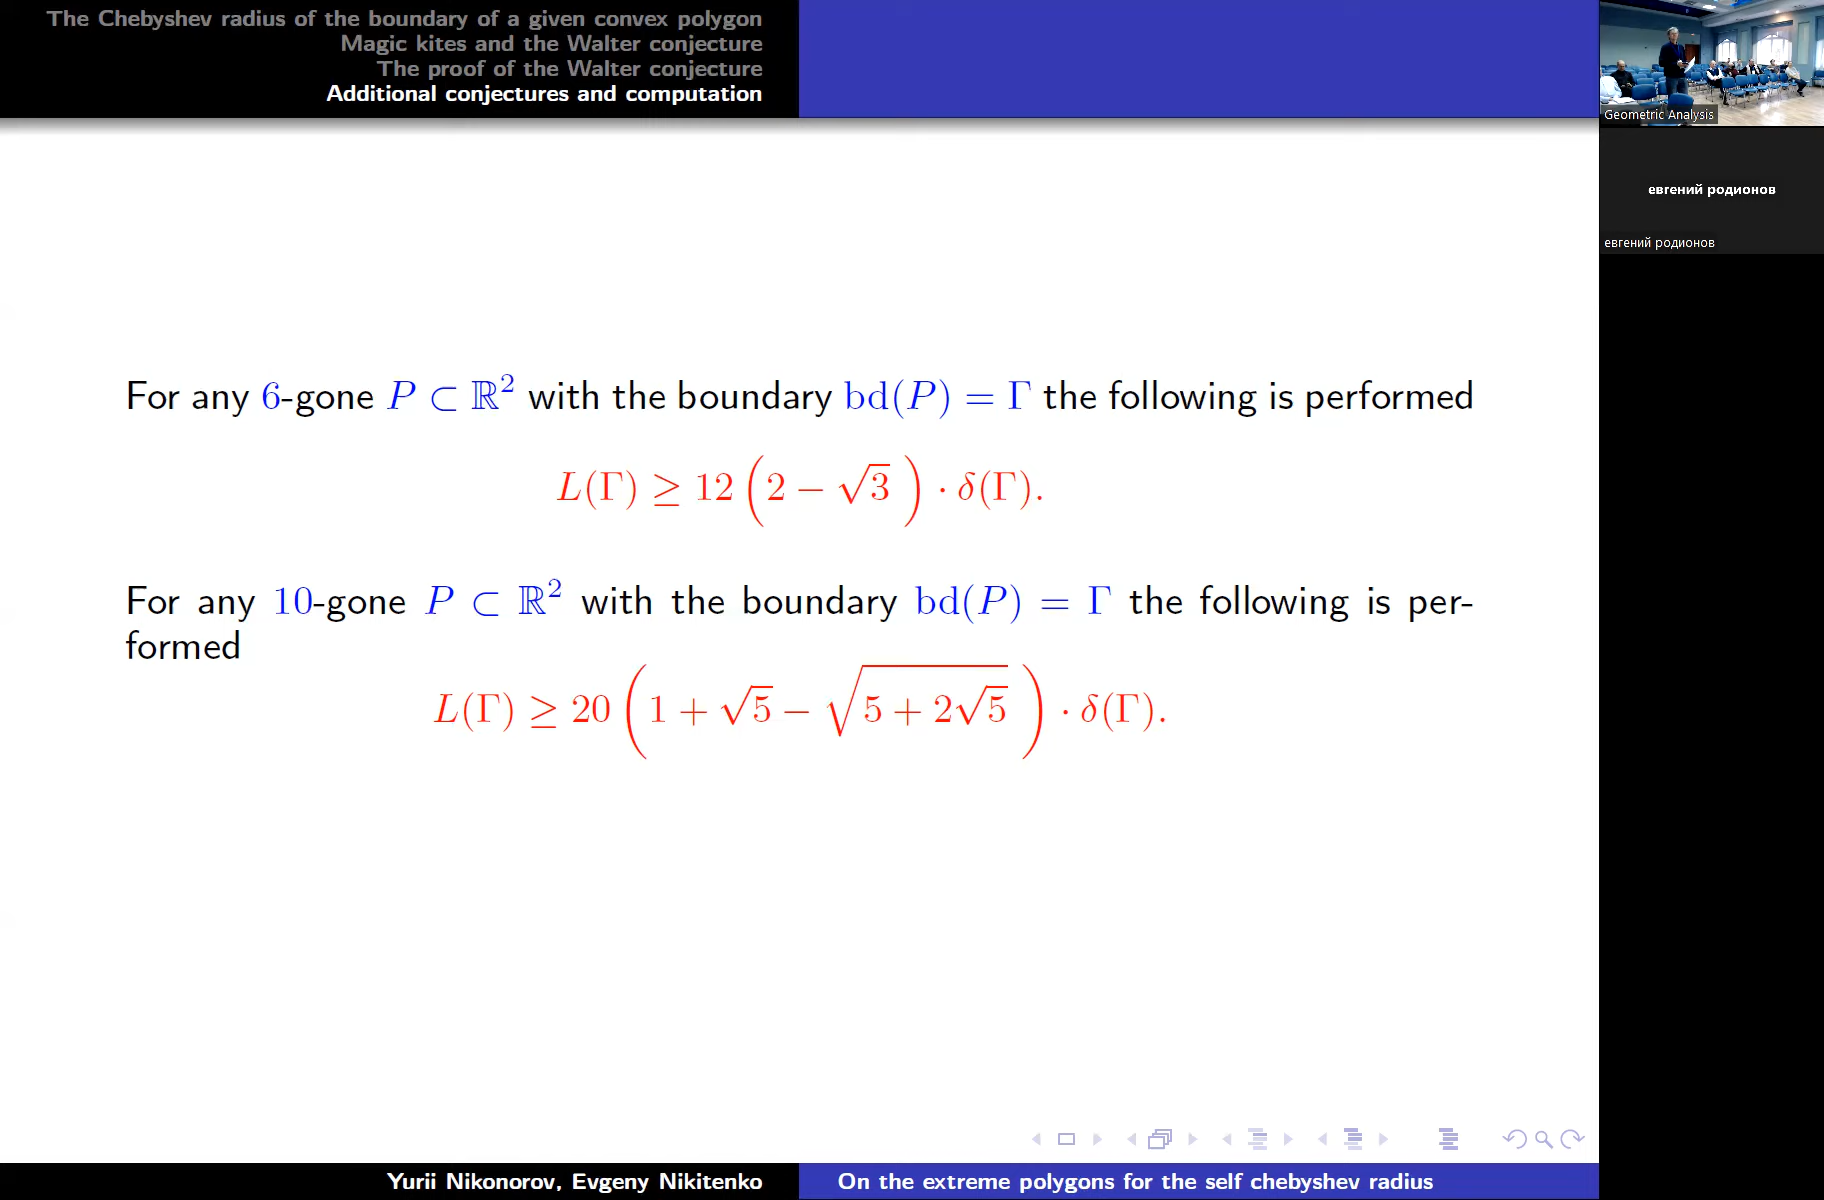 The Chebyshev radius of the boundary of a given convex polygon
Magic kites and the Walter conjecture
The proof of the Walter conjecture
Additional conjectures and computation
Geometric Analysis
евгений родионов
евгений родионов
For any 6-gone P ⊂ ℝ² with the boundary bd(P) = Γ the following is performed
L(Γ) ≥ 12 (2 − √3) · δ(Γ).
For any 10-gone P ⊂ ℝ² with the boundary bd(P) = Γ the following is per-
formed
L(Γ) ≥ 20 (1 + √5 − √(5 + 2√5)) · δ(Γ).
Yurii Nikonorov, Evgeny Nikitenko
On the extreme polygons for the self chebyshev radius